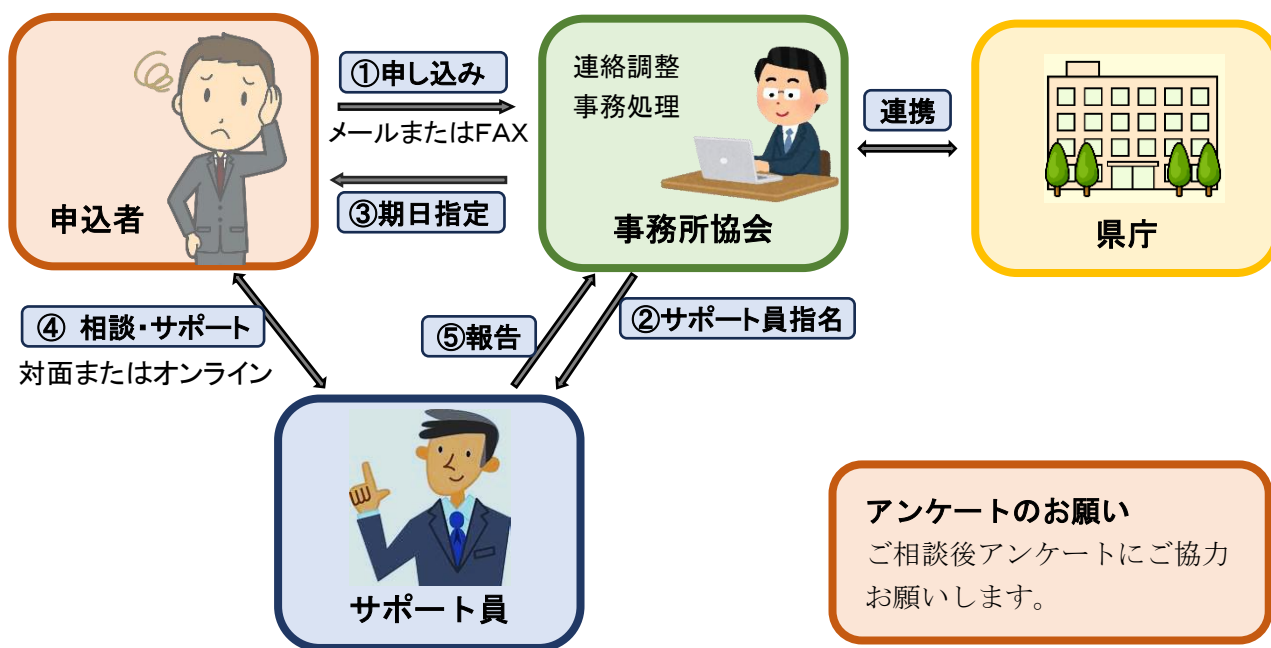 ①申し込み
メールまたはFAX
③期日指定
申込者
連絡調整
事務処理
事務所協会
連携
県庁
④ 相談・サポート
対面またはオンライン
⑤報告
②サポート員指名
サポート員
アンケートのお願い
ご相談後アンケートにご協力
お願いします。